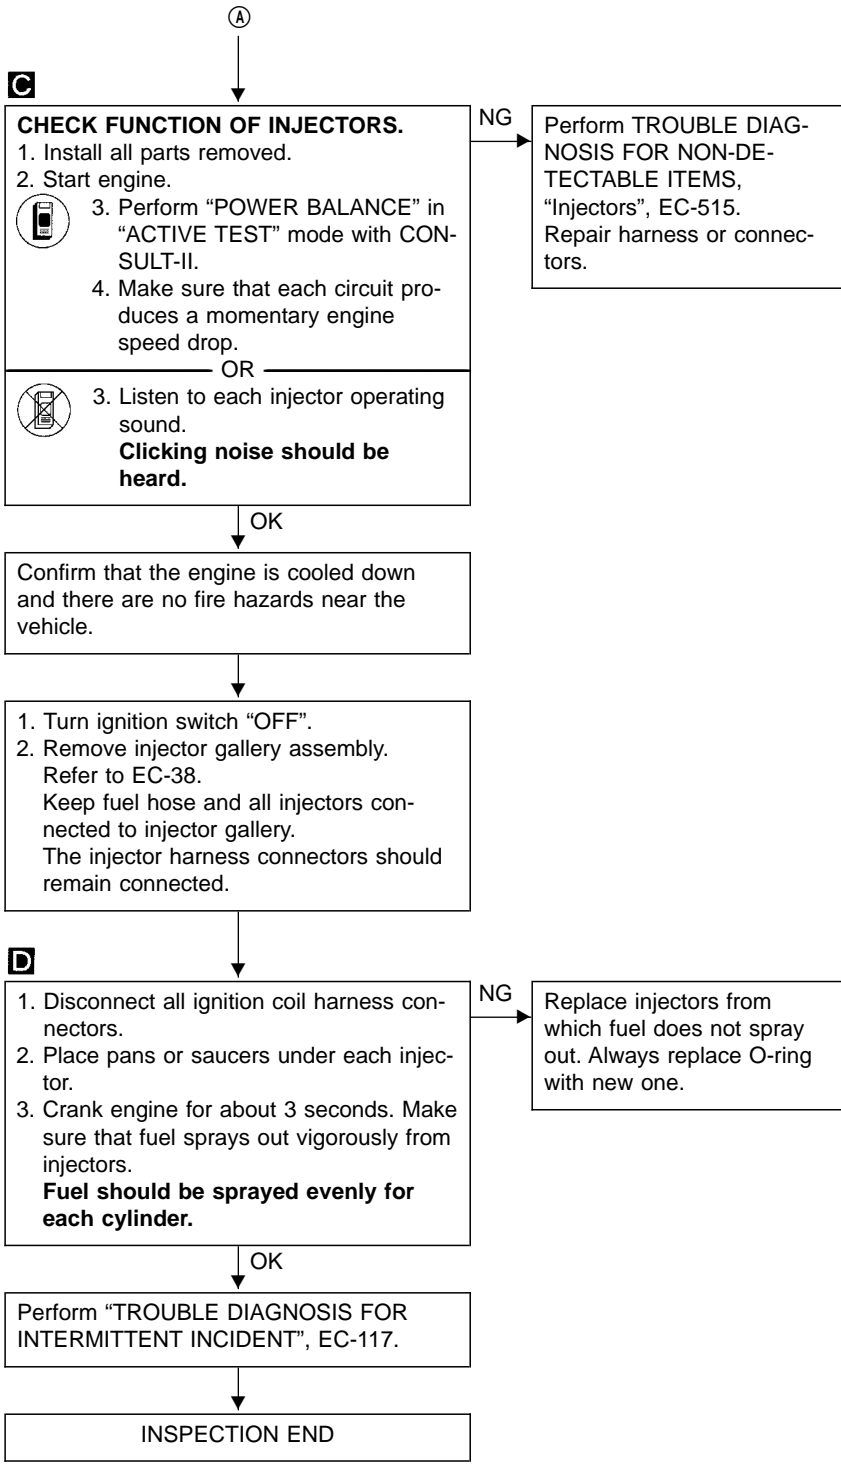 A
C
CHECK FUNCTION OF INJECTORS.
1. Install all parts removed.
2. Start engine.
3. Perform “POWER BALANCE” in
“ACTIVE TEST” mode with CON-
SULT-II.
4. Make sure that each circuit pro-
duces a momentary engine
speed drop.
OR
3. Listen to each injector operating
sound.
Clicking noise should be
heard.
NG
Perform TROUBLE DIAG-
NOSIS FOR NON-DE-
TECTABLE ITEMS,
“Injectors”, EC-515.
Repair harness or connec-
tors.
OK
Confirm that the engine is cooled down
and there are no fire hazards near the
vehicle.
1. Turn ignition switch “OFF”.
2. Remove injector gallery assembly.
Refer to EC-38.
Keep fuel hose and all injectors con-
nected to injector gallery.
The injector harness connectors should
remain connected.
D
1. Disconnect all ignition coil harness con-
nectors.
2. Place pans or saucers under each injec-
tor.
3. Crank engine for about 3 seconds. Make
sure that fuel sprays out vigorously from
injectors.
Fuel should be sprayed evenly for
each cylinder.
NG
Replace injectors from
which fuel does not spray
out. Always replace O-ring
with new one.
OK
Perform “TROUBLE DIAGNOSIS FOR
INTERMITTENT INCIDENT”, EC-117.
INSPECTION END